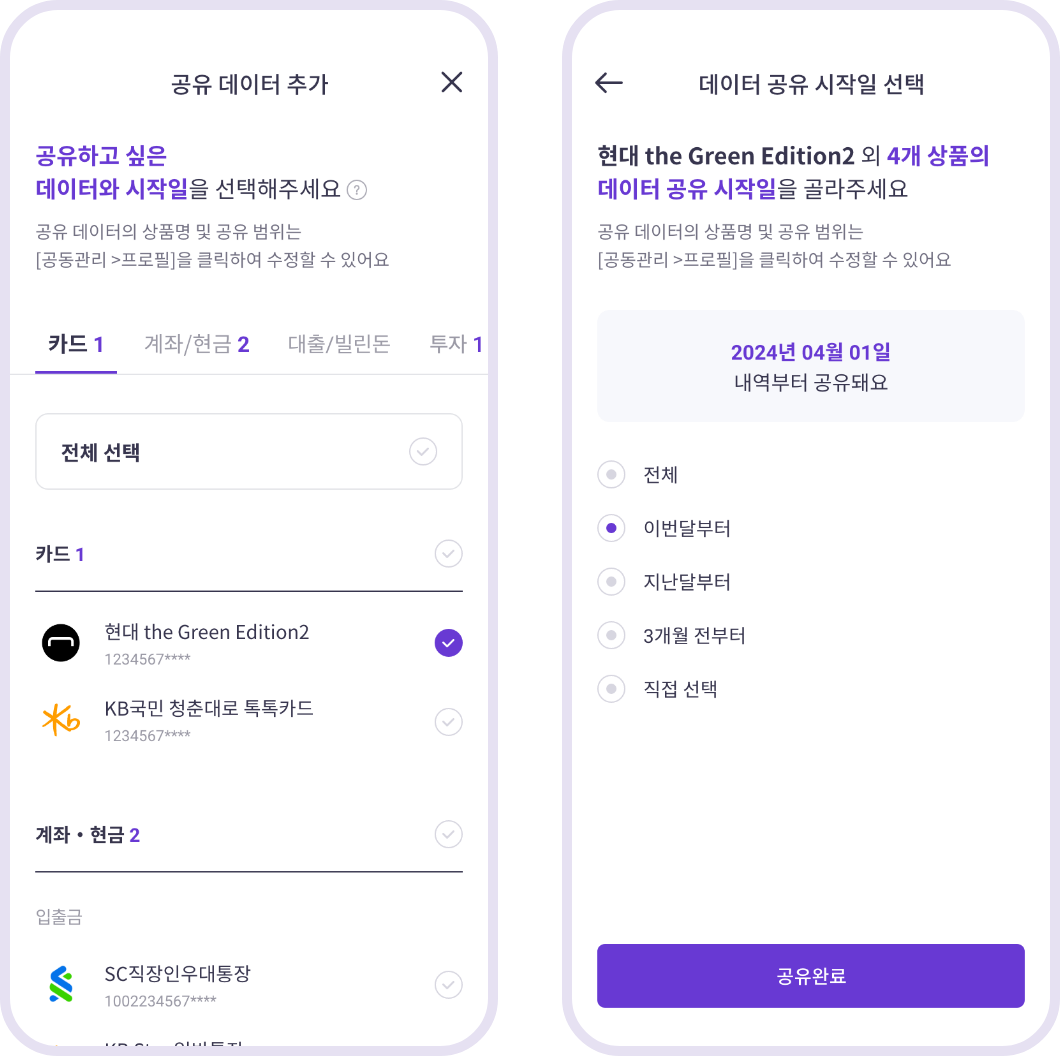 공유 데이터 추가
공유하고 싶은
데이터와 시작일을 선택해주세요 ?
공유 데이터의 상품명 및 공유 범위는
[공동관리 >프로필]을 클릭하여 수정할 수 있어요
카드 1 계좌/현금 2 대출/빌린돈 투자 1
전체 선택
카드 1
현대 the Green Edition2
1234567****
KB국민 청춘대로 톡톡카드
1234567****
계좌 • 현금 2
입출금
SC직장인우대통장
1002234567****
데이터 공유 시작일 선택
현대 the Green Edition2 외 4개 상품의
데이터 공유 시작일을 골라주세요
공유 데이터의 상품명 및 공유 범위는
[공동관리 >프로필]을 클릭하여 수정할 수 있어요
2024년 04월 01일
내역부터 공유돼요
전체
이번달부터
지난달부터
3개월 전부터
직접 선택
공유완료